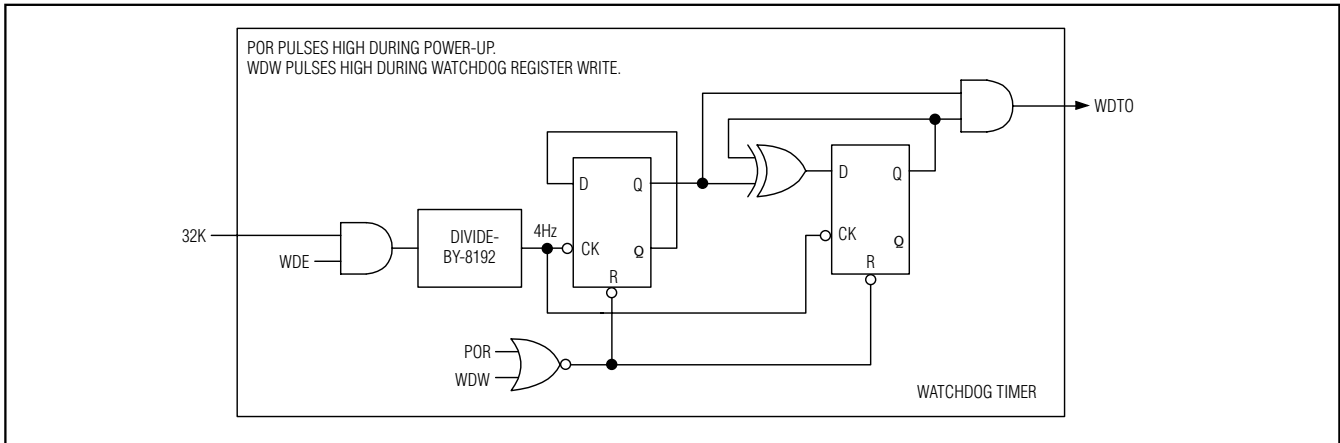 POR PULSES HIGH DURING POWER-UP.
WDW PULSES HIGH DURING WATCHDOG REGISTER WRITE.
WDTO
D
Q
D
Q
32K
4Hz
CK
Q
CK
Q
DIVIDE-
BY-8192
WDE
R
R
POR
WDW
WATCHDOG TIMER